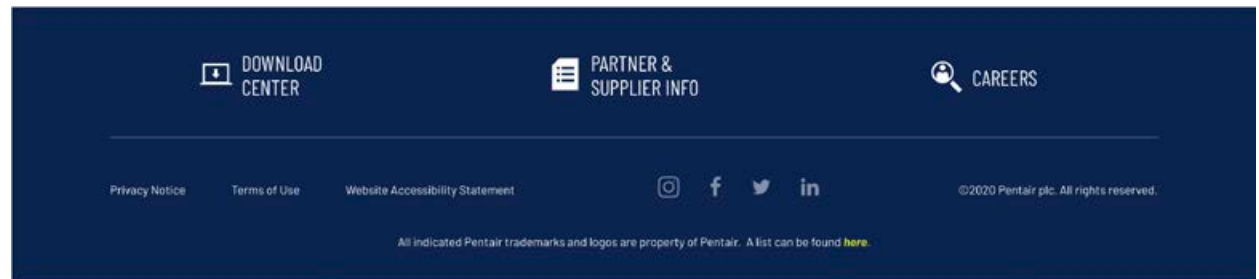 DOWNLOAD
CENTER
PARTNER &
SUPPLIER INFO
CAREERS
Privacy Notice
Terms of Use
Website Accessibility Statement
©2020 Pentair plc. All rights reserved.
All indicated Pentair trademarks and logos are property of Pentair. A list can be found here.